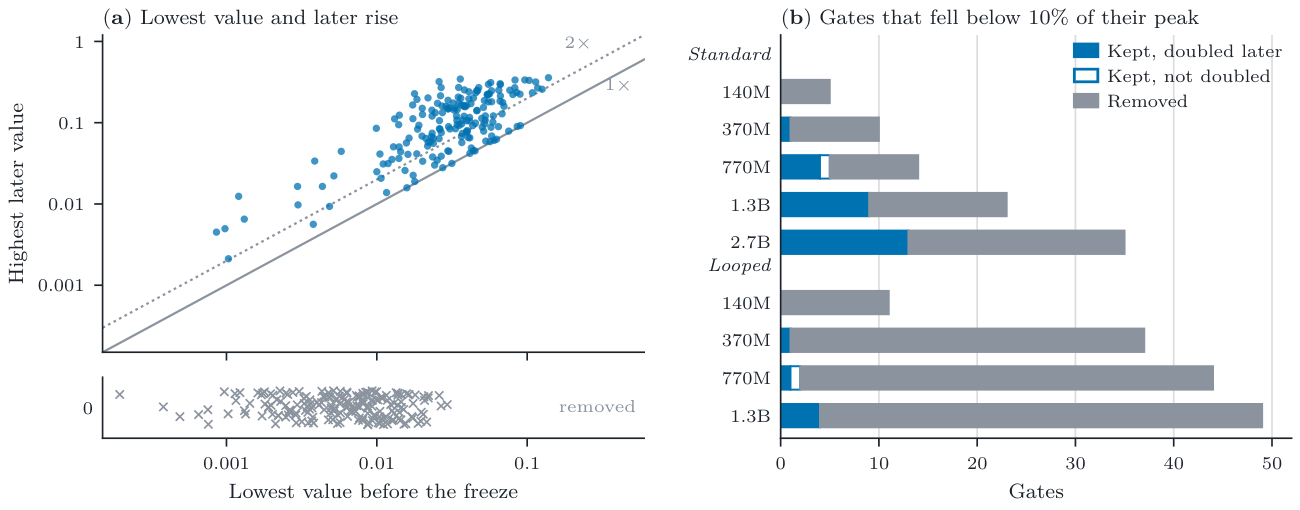 (a) Lowest value and later rise
1
0.1
0.01
0.001
Highest later value
2×
1×
0
removed
0.001 0.01 0.1
Lowest value before the freeze
(b) Gates that fell below 10% of their peak
Kept, doubled later
Kept, not doubled
Removed
Standard
140M
370M
770M
1.3B
2.7B
Looped
140M
370M
770M
1.3B
0 10 20 30 40 50
Gates